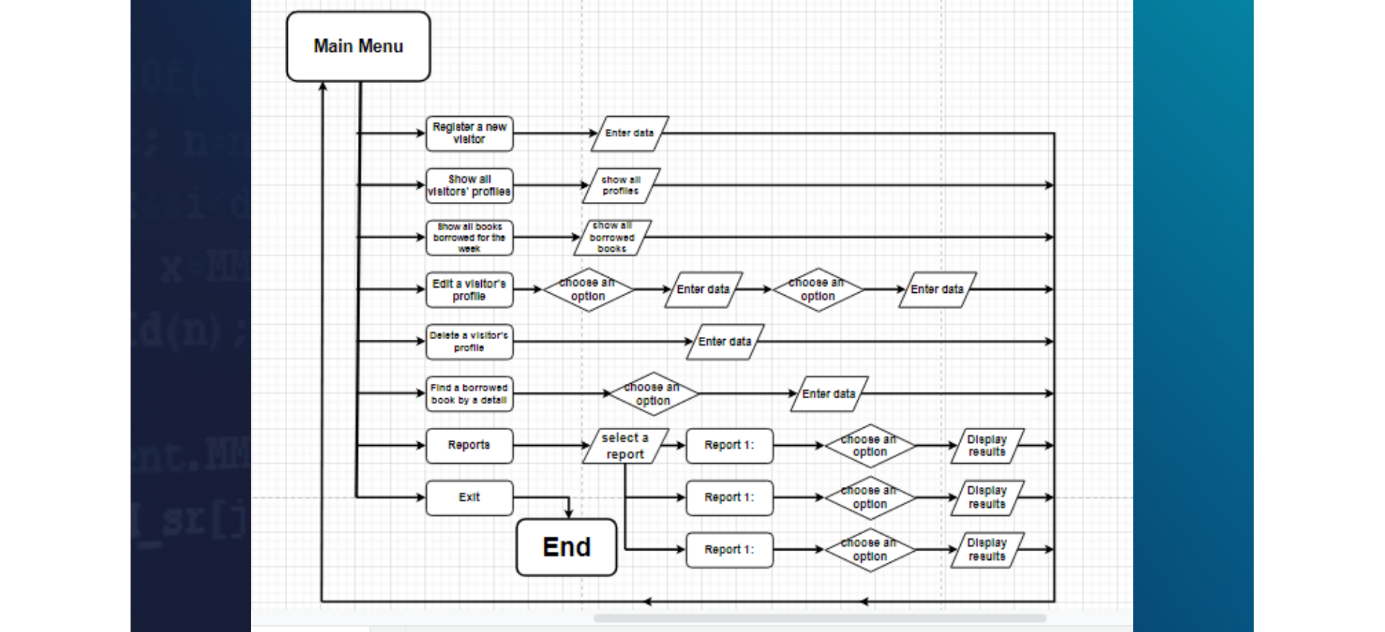 Main Menu
Register a new
visitor
Enter data
Show all
visitors' profiles
show all
profiles
Show all books
borrowed for the
week
show all
borrowed
books
Edit a visitor's
profile
choose an
option
Enter data
choose an
option
Enter data
Delete a visitor's
profile
Enter data
Find a borrowed
book by a detail
choose an
option
Enter data
Reports
select a
report
Report 1:
choose an
option
Display
results
Exit
Report 1:
choose an
option
Display
results
End
Report 1:
choose an
option
Display
results